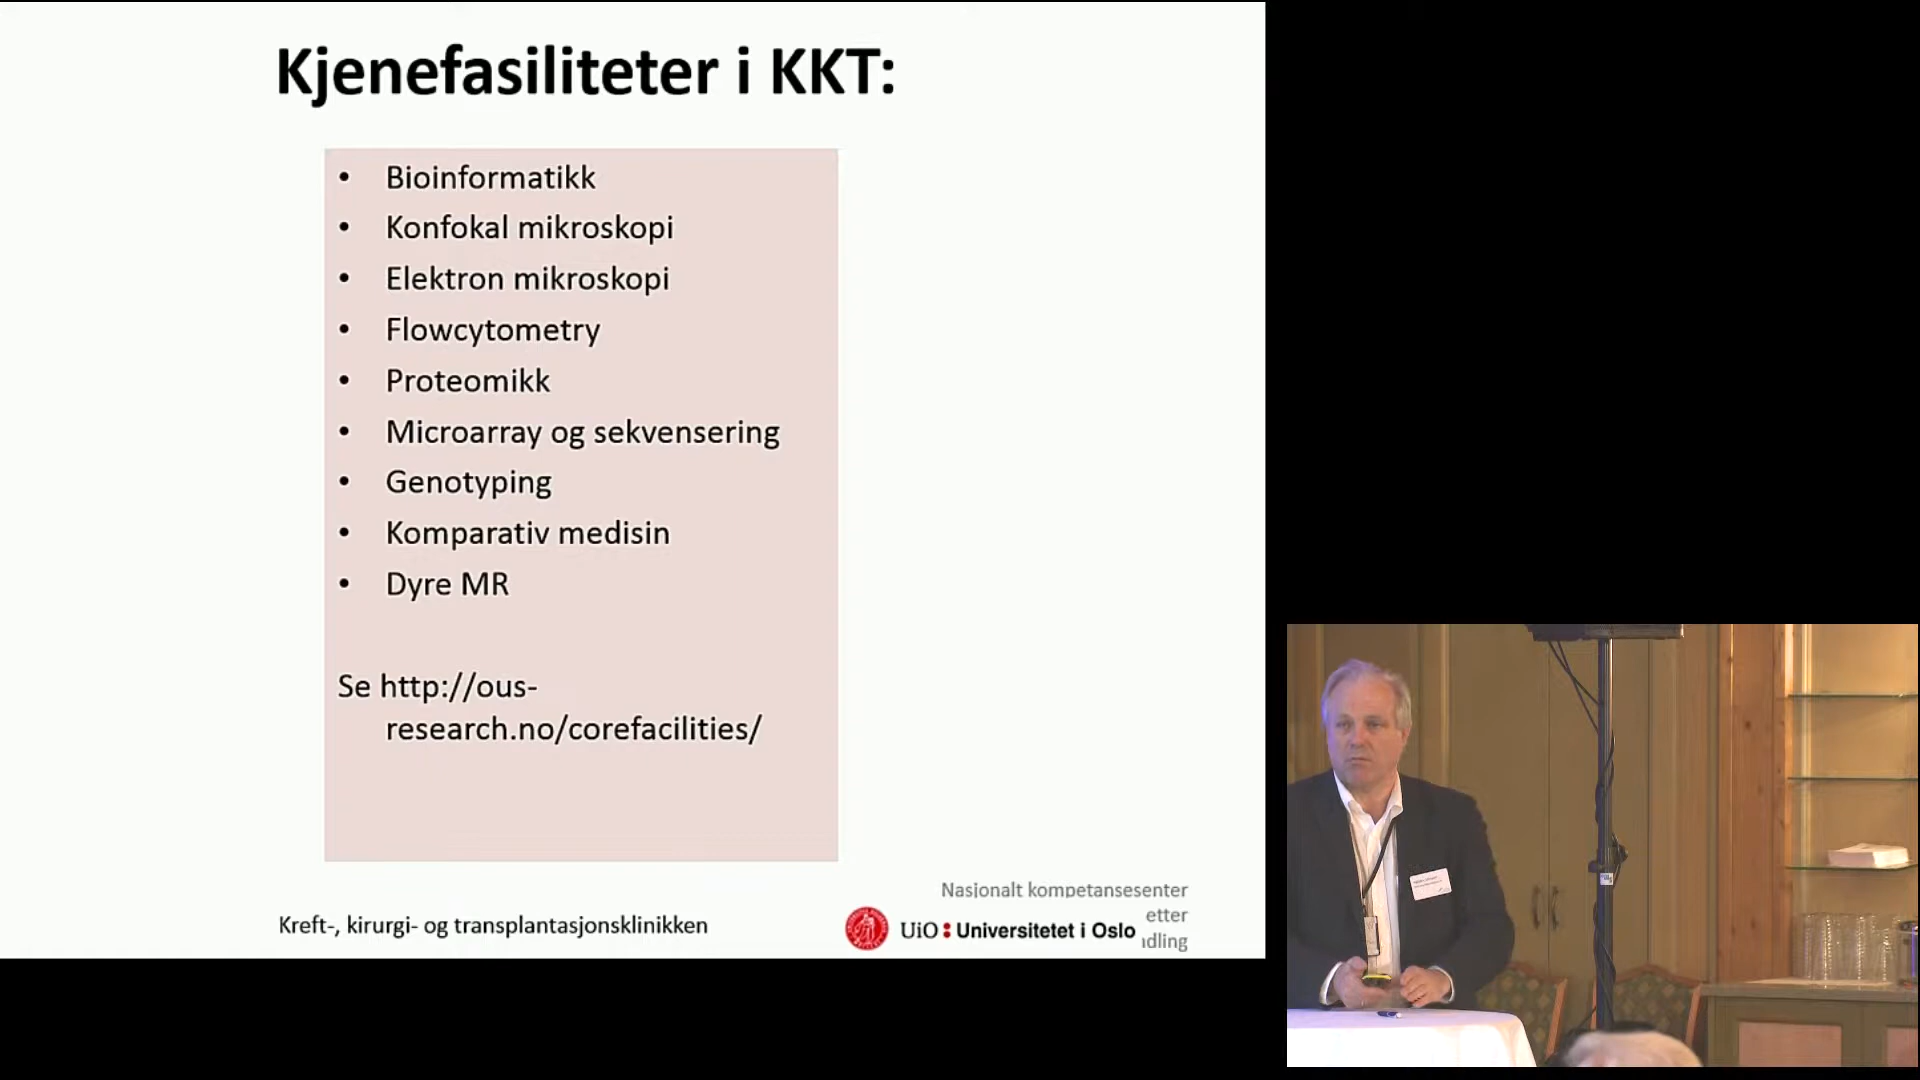 Kjenefasiliteter i KKT:
• Bioinformatikk
• Konfokal mikroskopi
• Elektron mikroskopi
• Flowcytometry
• Proteomikk
• Microarray og sekvensering
• Genotyping
• Komparativ medisin
• Dyre MR
Se http://ous-
research.no/corefacilities/
Kreft-, kirurgi- og transplantasjonsklinikken
Nasjonalt kompetansesenter
etter
UiO : Universitetet i Oslo
dling